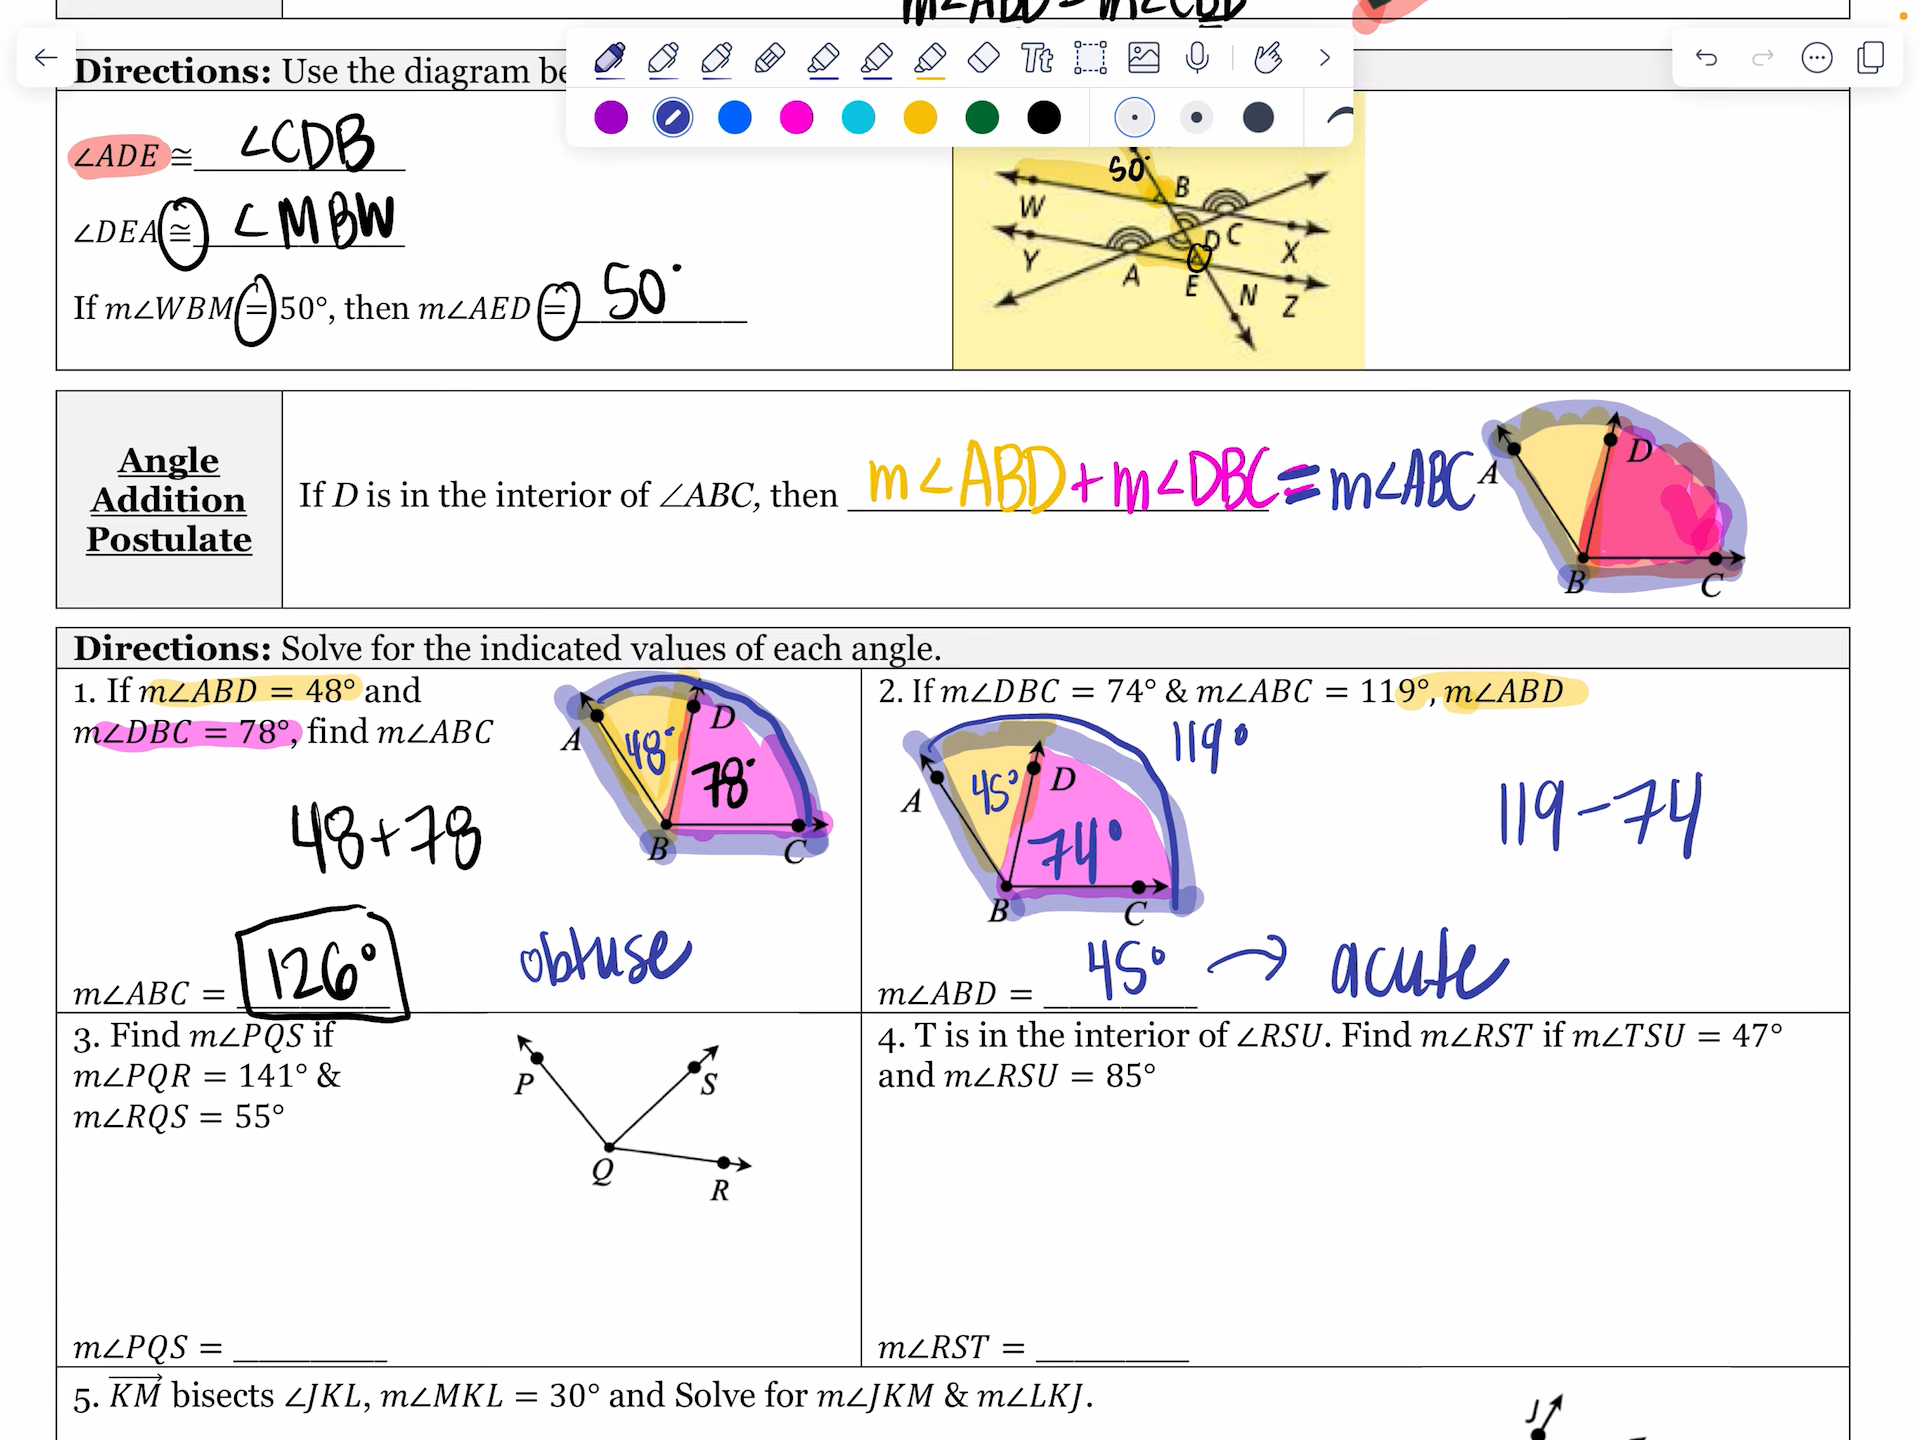 m∠ABD = m∠CBD
Directions: Use the diagram be
Tt
∠ADE ≅ ∠CDB
∠DEA ≅ ∠MBW
If m∠WBM = 50°, then m∠AED = 50°
50°
B
W
D C
X
Y
A
E
N
Z
Angle
Addition
Postulate
If D is in the interior of ∠ABC, then m∠ABD + m∠DBC = m∠ABC
A
D
B
C
Directions: Solve for the indicated values of each angle.
1. If m∠ABD = 48° and
m∠DBC = 78°, find m∠ABC
A
D
48°
78°
B
C
48+78
126°
obtuse
m∠ABC =
2. If m∠DBC = 74° & m∠ABC = 119°, m∠ABD
119°
A
45°
D
74°
B
C
119-74
m∠ABD = 45° → acute
3. Find m∠PQS if
m∠PQR = 141° &
m∠RQS = 55°
P
S
Q
R
m∠PQS =
4. T is in the interior of ∠RSU. Find m∠RST if m∠TSU = 47°
and m∠RSU = 85°
m∠RST =
5. KM bisects ∠JKL, m∠MKL = 30° and Solve for m∠JKM & m∠LKJ.
J